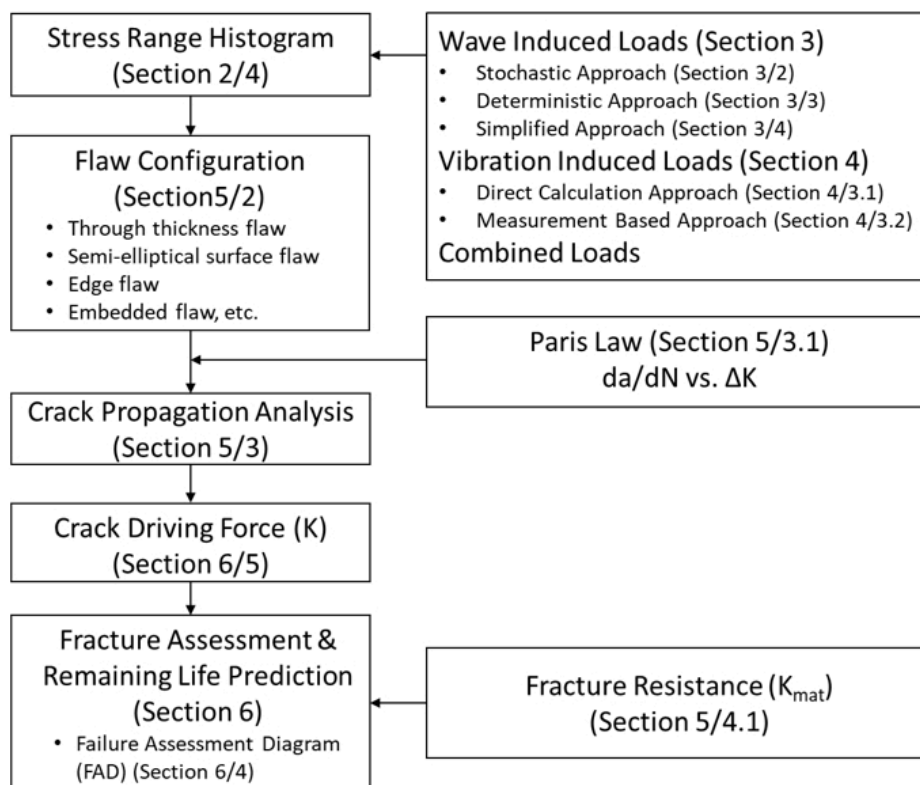 Stress Range Histogram
(Section 2/4)
Wave Induced Loads (Section 3)
• Stochastic Approach (Section 3/2)
• Deterministic Approach (Section 3/3)
• Simplified Approach (Section 3/4)
Vibration Induced Loads (Section 4)
• Direct Calculation Approach (Section 4/3.1)
• Measurement Based Approach (Section 4/3.2)
Combined Loads
Flaw Configuration
(Section5/2)
• Through thickness flaw
• Semi-elliptical surface flaw
• Edge flaw
• Embedded flaw, etc.
Paris Law (Section 5/3.1)
da/dN vs. ΔK
Crack Propagation Analysis
(Section 5/3)
Crack Driving Force (K)
(Section 6/5)
Fracture Assessment &
Remaining Life Prediction
(Section 6)
• Failure Assessment Diagram
(FAD) (Section 6/4)
Fracture Resistance (Kmat)
(Section 5/4.1)